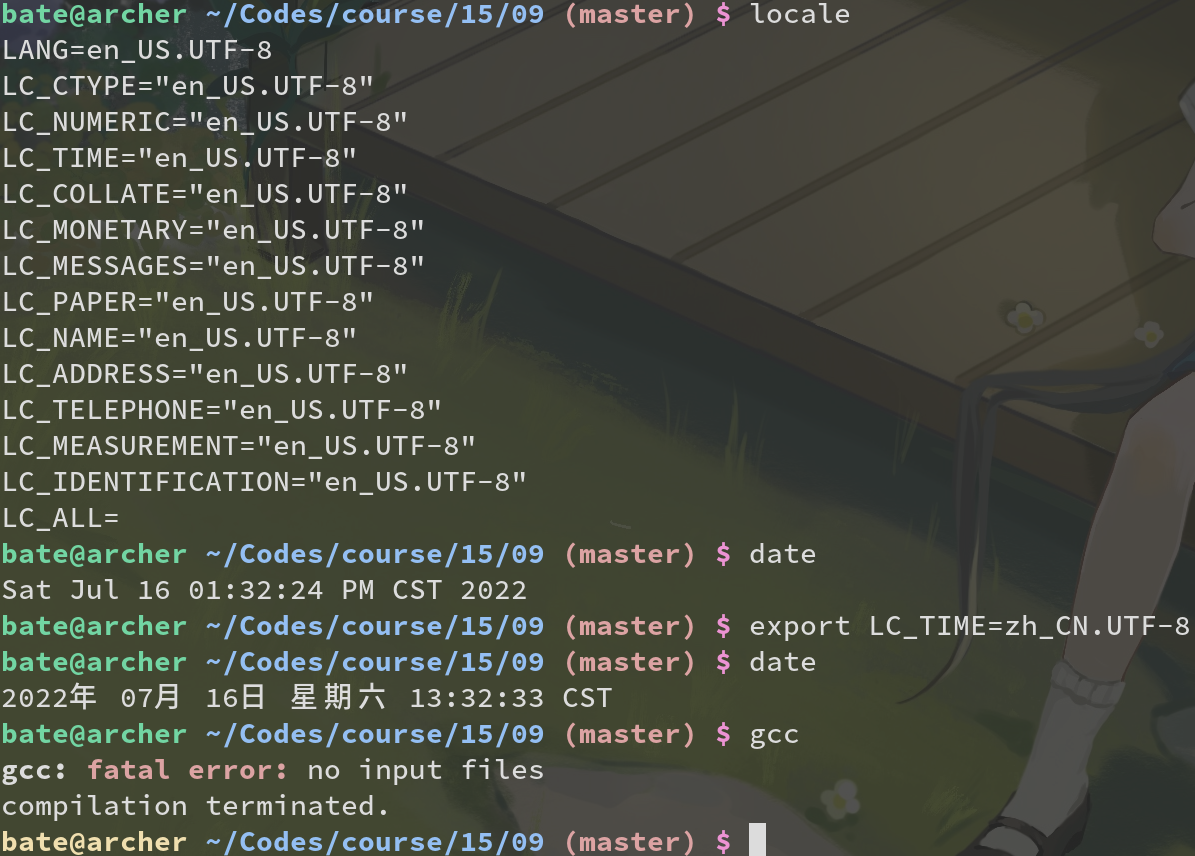 bate@archer ~/Codes/course/15/09 (master) $ locale
LANG=en_US.UTF-8
LC_CTYPE="en_US.UTF-8"
LC_NUMERIC="en_US.UTF-8"
LC_TIME="en_US.UTF-8"
LC_COLLATE="en_US.UTF-8"
LC_MONETARY="en_US.UTF-8"
LC_MESSAGES="en_US.UTF-8"
LC_PAPER="en_US.UTF-8"
LC_NAME="en_US.UTF-8"
LC_ADDRESS="en_US.UTF-8"
LC_TELEPHONE="en_US.UTF-8"
LC_MEASUREMENT="en_US.UTF-8"
LC_IDENTIFICATION="en_US.UTF-8"
LC_ALL=
bate@archer ~/Codes/course/15/09 (master) $ date
Sat Jul 16 01:32:24 PM CST 2022
bate@archer ~/Codes/course/15/09 (master) $ export LC_TIME=zh_CN.UTF-8
bate@archer ~/Codes/course/15/09 (master) $ date
2022年 07月 16日 星期六 13:32:33 CST
bate@archer ~/Codes/course/15/09 (master) $ gcc
gcc: fatal error: no input files
compilation terminated.
bate@archer ~/Codes/course/15/09 (master) $